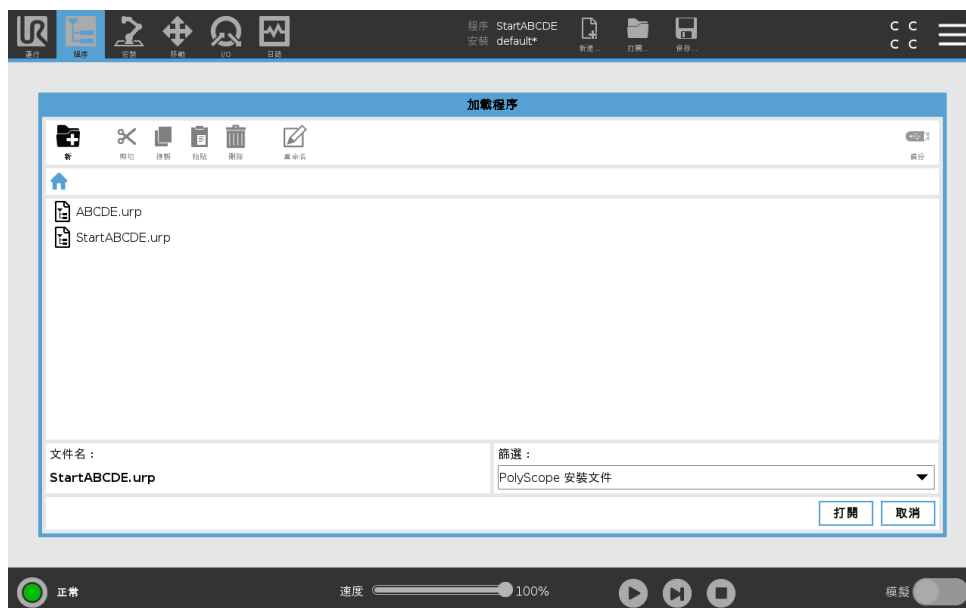 UR
運行
程序
安裝
移動
I/O
日誌
程序 StartABCDE
安裝 default*
新建...
打開...
保存...
C C
C C
加載程序
新
剪切
複製
粘貼
刪除
重命名
備份
ABCDE.urp
StartABCDE.urp
文件名：
StartABCDE.urp
篩選：
PolyScope 安裝文件
打開
取消
正常
速度
100%
模擬